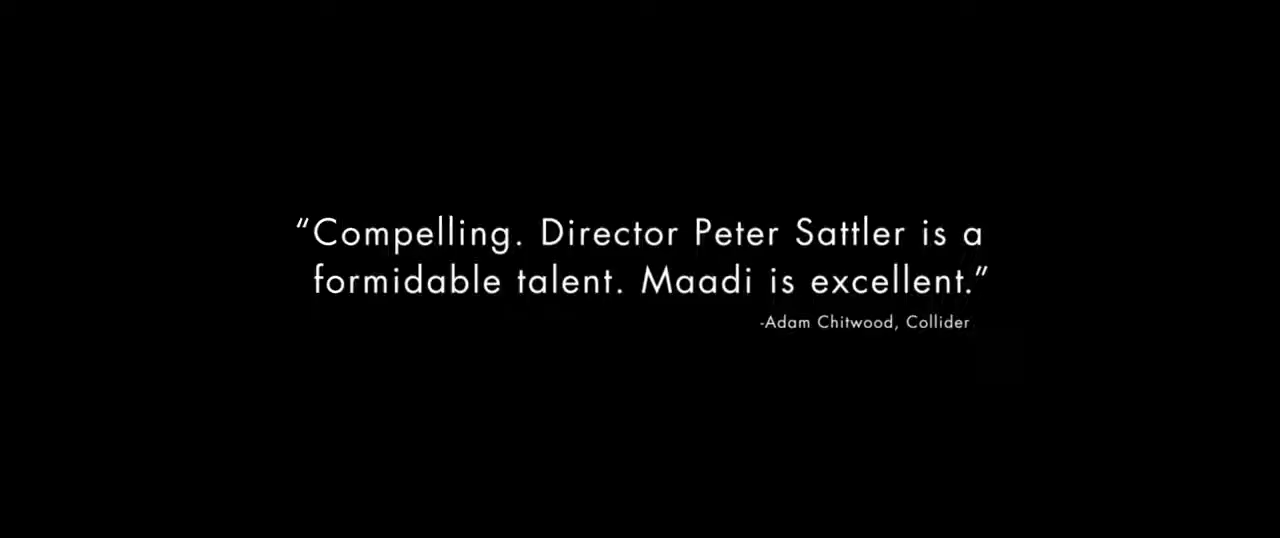 “Compelling. Director Peter Sattler is a
formidable talent. Maadi is excellent.”
-Adam Chitwood, Collider